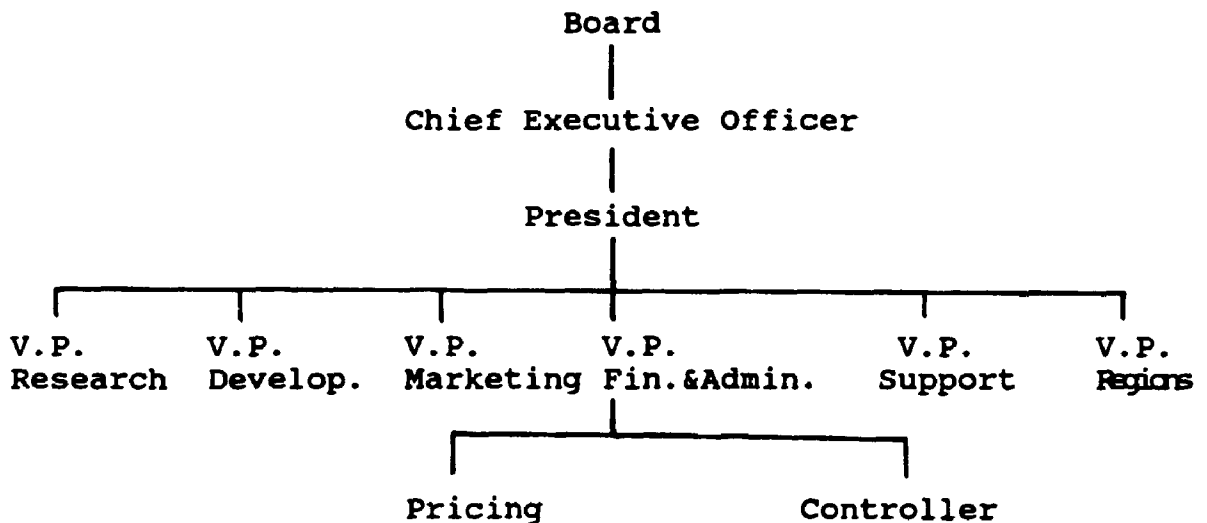 Board
Chief Executive Officer
President
V.P. V.P. V.P. V.P. V.P. V.P.
Research Develop. Marketing Fin.&Admin. Support Regions
Pricing Controller